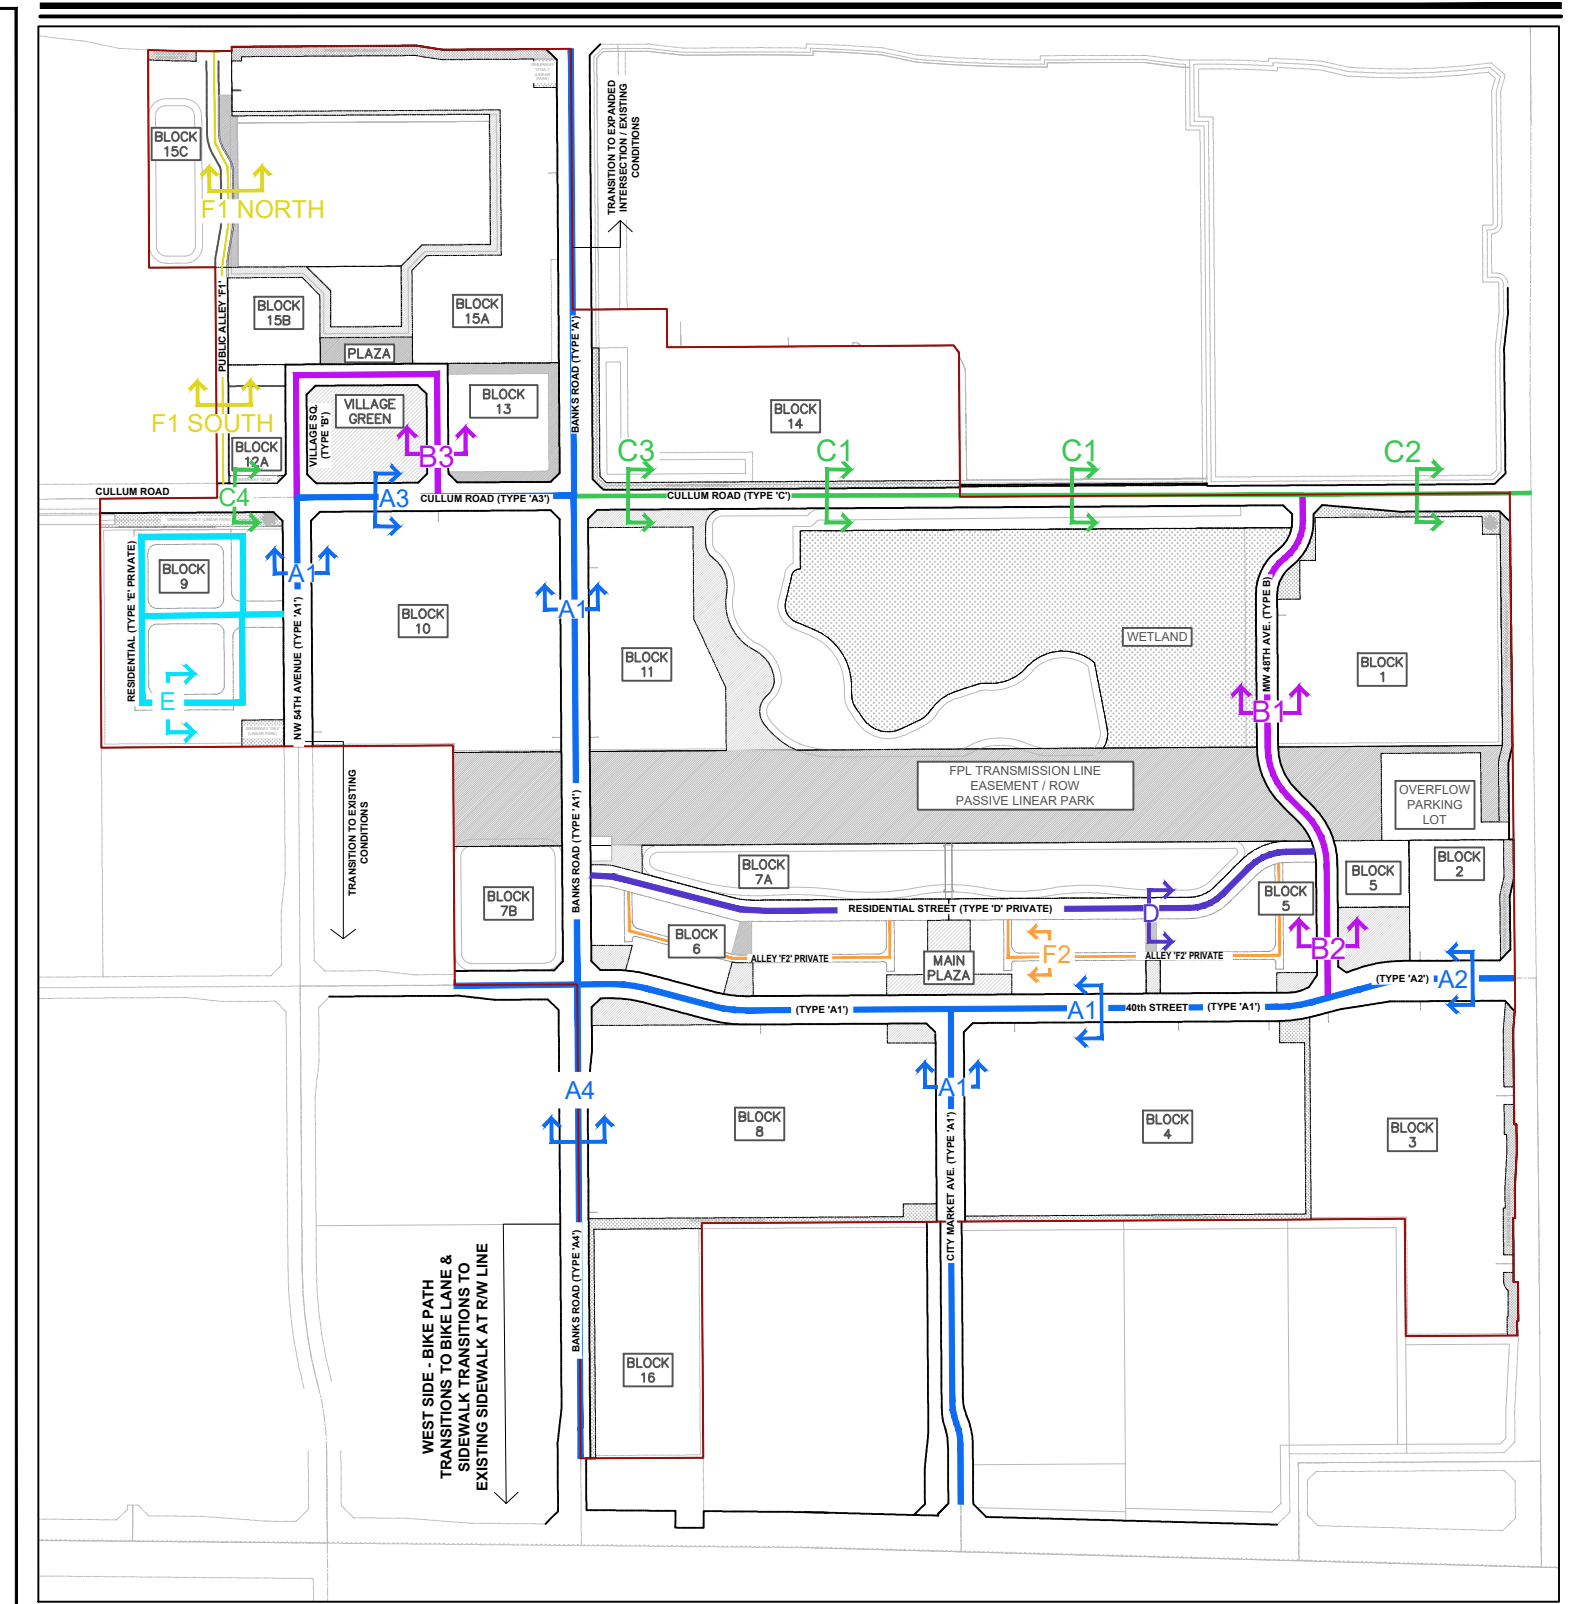 TRANSITION TO EXPANDED
INTERSECTION / EXISTING
CONDITIONS
BLOCK
15C
F1 NORTH
PUBLIC ALLEY 'F1'
BLOCK
15B
BLOCK
15A
PLAZA
BANKS ROAD (TYPE 'A')
F1 SOUTH
VILLAGE SQ.
(TYPE 'B')
VILLAGE
GREEN
BLOCK
13
BLOCK
14
BLOCK
12A
B3
C3
C1
C1
C2
CULLUM ROAD
C4
A3
CULLUM ROAD (TYPE 'A3')
CULLUM ROAD (TYPE 'C')
RESIDENTIAL (TYPE 'E' PRIVATE)
BLOCK
9
A1
NW 54TH AVENUE (TYPE 'A1')
BLOCK
10
A1
BLOCK
11
WETLAND
MW 48TH AVE. (TYPE B)
BLOCK
1
E
B1
TRANSITION TO EXISTING
CONDITIONS
BANKS ROAD (TYPE 'A1')
FPL TRANSMISSION LINE
EASEMENT / ROW
PASSIVE LINEAR PARK
OVERFLOW
PARKING
LOT
BLOCK
7B
BLOCK
7A
BLOCK
5
BLOCK
5
BLOCK
2
RESIDENTIAL STREET (TYPE 'D' PRIVATE)
D
BLOCK
6
ALLEY 'F2' PRIVATE
MAIN
PLAZA
F2
ALLEY 'F2' PRIVATE
B2
(TYPE 'A2')
A2
(TYPE 'A1')
A1
40th STREET
(TYPE 'A1')
A4
A1
BLOCK
8
CITY MARKET AVE. (TYPE 'A1')
BLOCK
4
BLOCK
3
WEST SIDE - BIKE PATH
TRANSITIONS TO BIKE LANE &
SIDEWALK TRANSITIONS TO
EXISTING SIDEWALK AT R/W LINE
BANKS ROAD (TYPE 'A4')
BLOCK
16